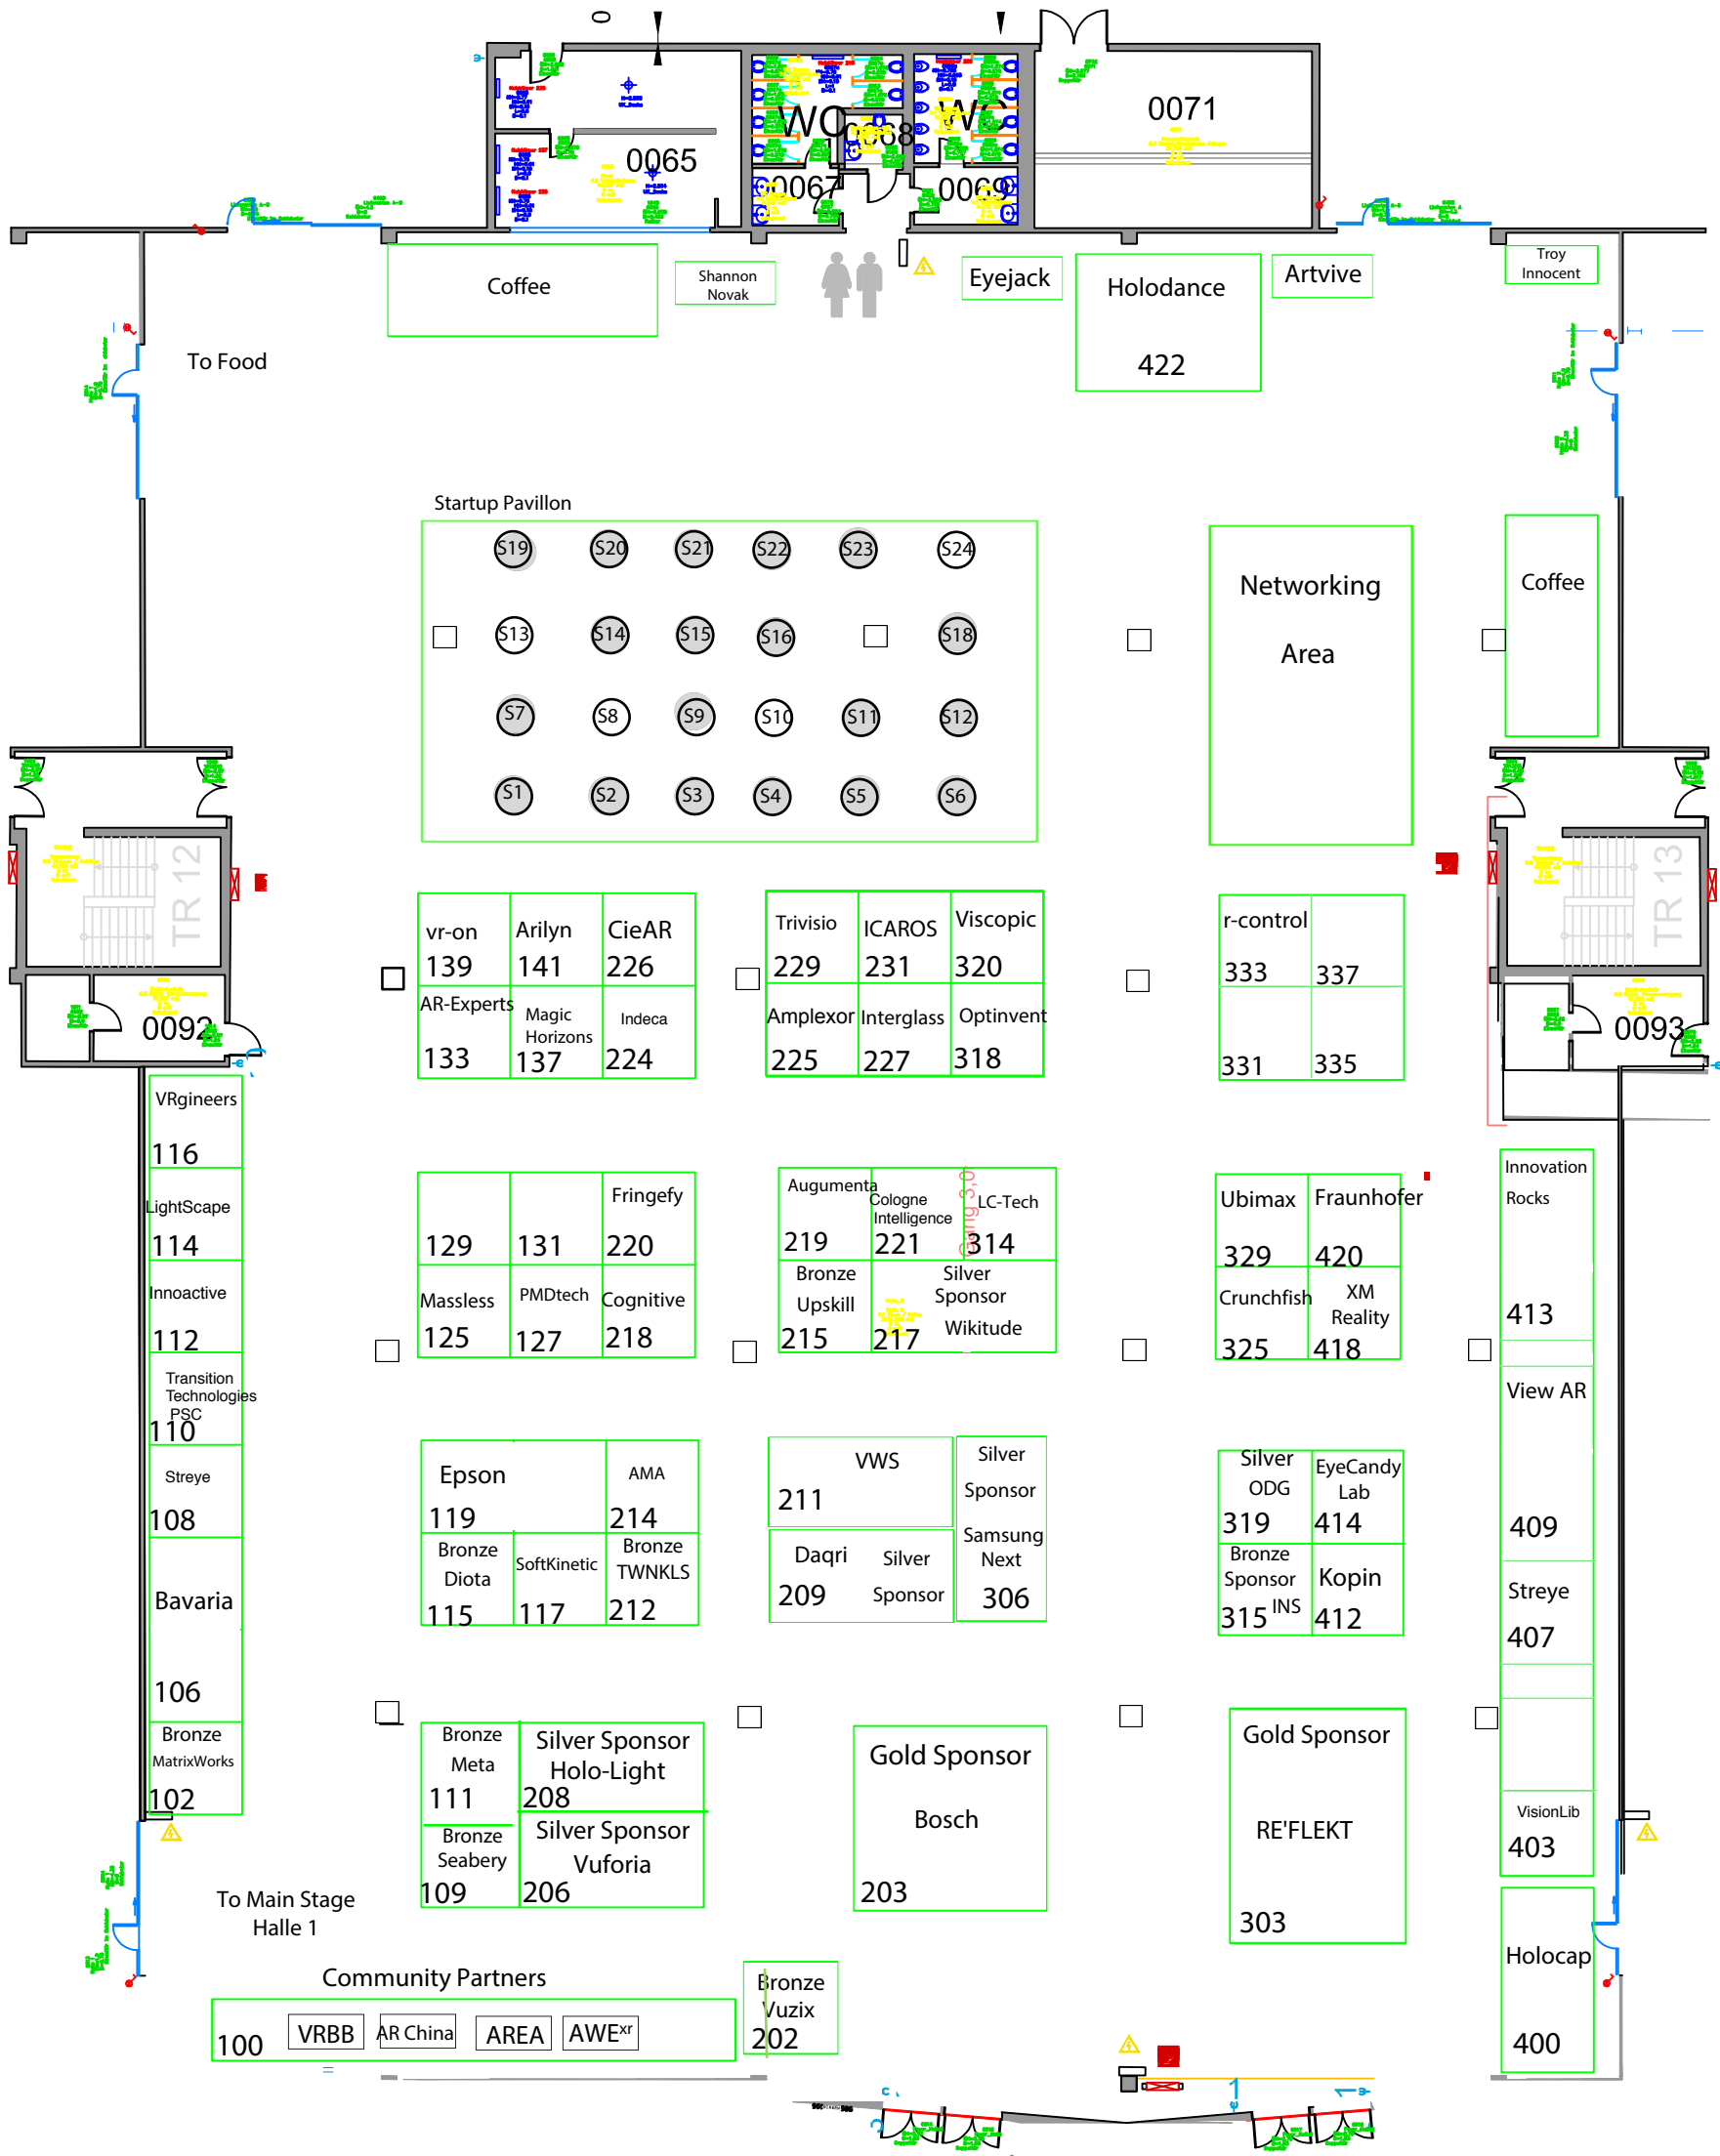 0071
WC
0068
WC
0065
0067
0069
Coffee
Shannon
Novak
Eyejack
Holodance
422
Artvive
Troy
Innocent
To Food
Startup Pavillon
S19
S20
S21
S22
S23
S24
S13
S14
S15
S16
S18
S7
S8
S9
S10
S11
S12
S1
S2
S3
S4
S5
S6
Networking
Area
Coffee
TR 12
TR 13
0092
0093
vr-on
139
Arilyn
141
CieAR
226
AR-Experts
133
Magic
Horizons
137
Indeca
224
Trivisio
229
ICAROS
231
Viscopic
320
Amplexor
225
Interglass
227
Optinvent
318
r-control
333
337
331
335
VRgineers
116
LightScape
114
Innoactive
112
Transition
Technologies
PSC
110
Streye
108
Bavaria
106
Bronze
MatrixWorks
102
129
131
Fringefy
220
Massless
125
PMDtech
127
Cognitive
218
Augumenta
219
Cologne
Intelligence
221
LC-Tech
314
Gang 3,0
Bronze
Upskill
215
Silver
Sponsor
Wikitude
217
Ubimax
329
Fraunhofer
420
Crunchfish
325
XM
Reality
418
Innovation
Rocks
413
View AR
409
Streye
407
VisionLib
403
Holocap
400
Epson
119
AMA
214
Bronze
Diota
115
SoftKinetic
117
Bronze
TWNKLS
212
VWS
211
Daqri
Silver
Sponsor
209
Silver
Sponsor
Samsung
Next
306
Silver
ODG
319
EyeCandy
Lab
414
Bronze
Sponsor
INS
315
Kopin
412
Bronze
Meta
111
Silver Sponsor
Holo-Light
208
Bronze
Seabery
109
Silver Sponsor
Vuforia
206
Gold Sponsor
Bosch
203
Gold Sponsor
RE'FLEKT
303
To Main Stage
Halle 1
Community Partners
100
VRBB
AR China
AREA
AWExr
Bronze
Vuzix
202